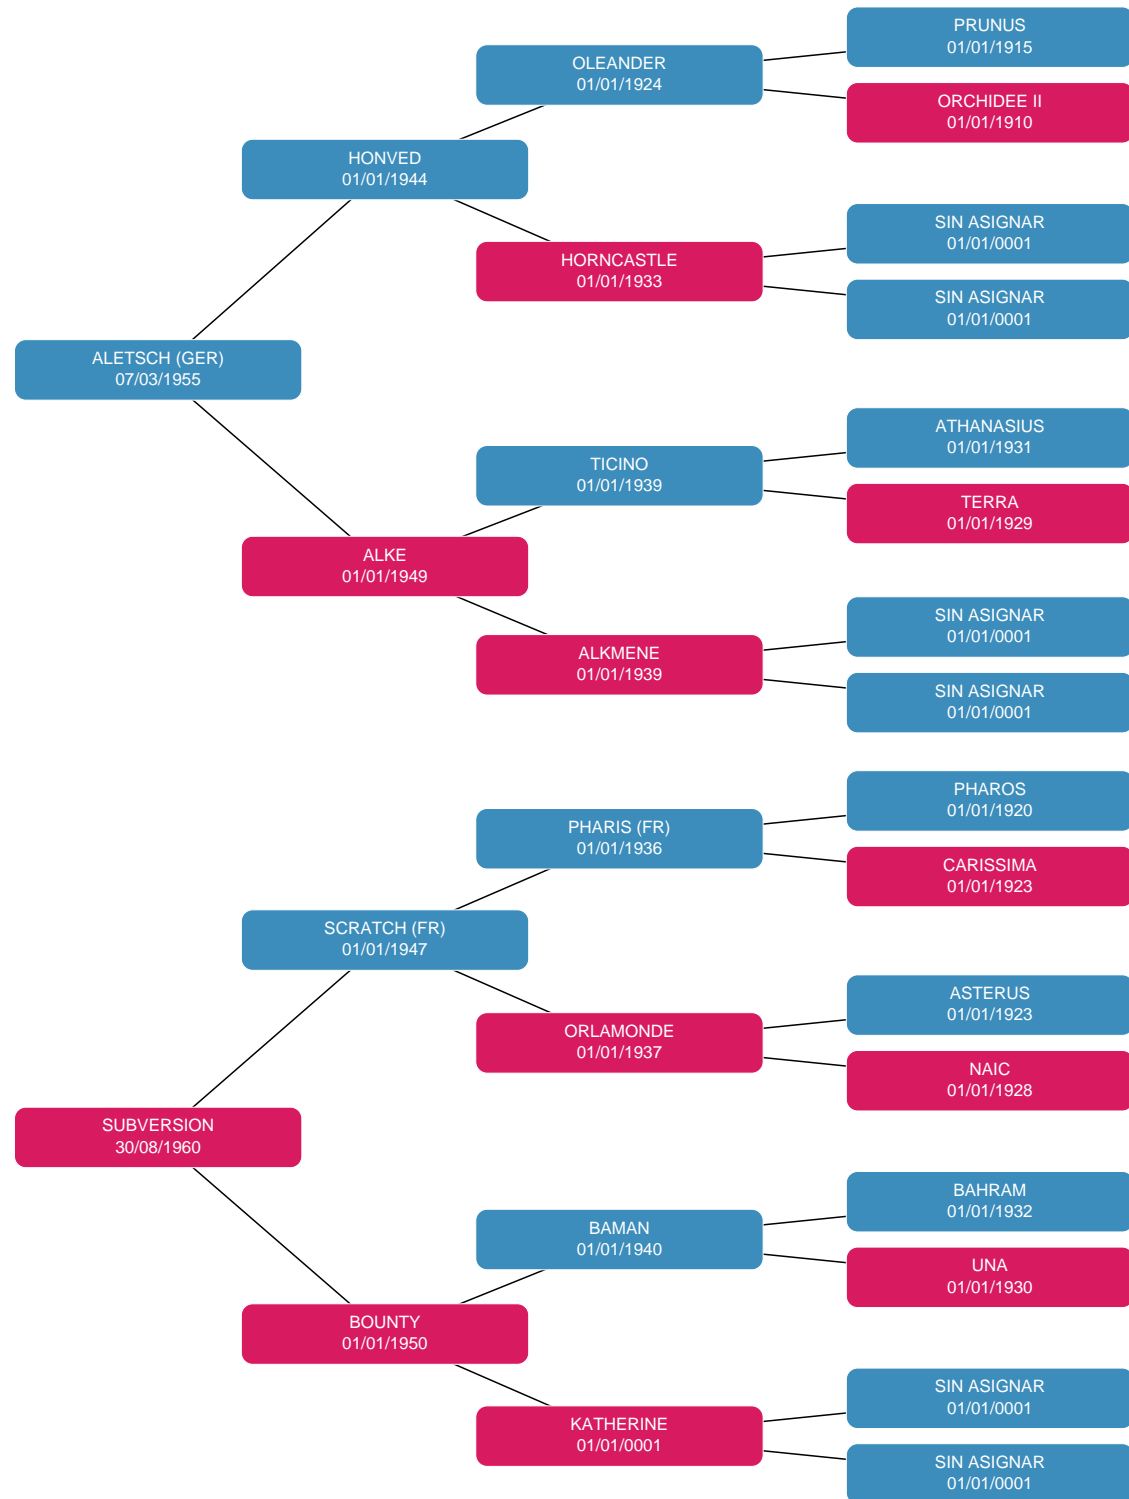 PRUNUS
01/01/1915
OLEANDER
01/01/1924
ORCHIDEE II
01/01/1910
HONVED
01/01/1944
SIN ASIGNAR
01/01/0001
HORNCASTLE
01/01/1933
SIN ASIGNAR
01/01/0001
ALETSCH (GER)
07/03/1955
ATHANASIUS
01/01/1931
TICINO
01/01/1939
TERRA
01/01/1929
ALKE
01/01/1949
SIN ASIGNAR
01/01/0001
ALKMENE
01/01/1939
SIN ASIGNAR
01/01/0001
PHAROS
01/01/1920
PHARIS (FR)
01/01/1936
CARISSIMA
01/01/1923
SCRATCH (FR)
01/01/1947
ASTERUS
01/01/1923
ORLAMONDE
01/01/1937
NAIC
01/01/1928
SUBVERSION
30/08/1960
BAHRAM
01/01/1932
BAMAN
01/01/1940
UNA
01/01/1930
BOUNTY
01/01/1950
SIN ASIGNAR
01/01/0001
KATHERINE
01/01/0001
SIN ASIGNAR
01/01/0001